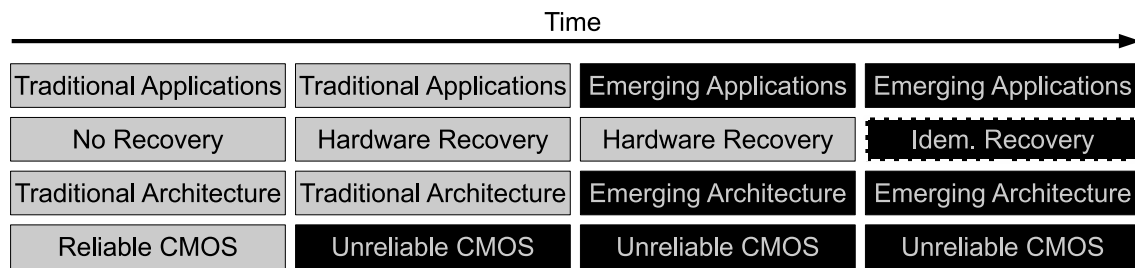 Time
Traditional Applications Traditional Applications Emerging Applications Emerging Applications
No Recovery Hardware Recovery Hardware Recovery Idem. Recovery
Traditional Architecture Traditional Architecture Emerging Architecture Emerging Architecture
Reliable CMOS Unreliable CMOS Unreliable CMOS Unreliable CMOS